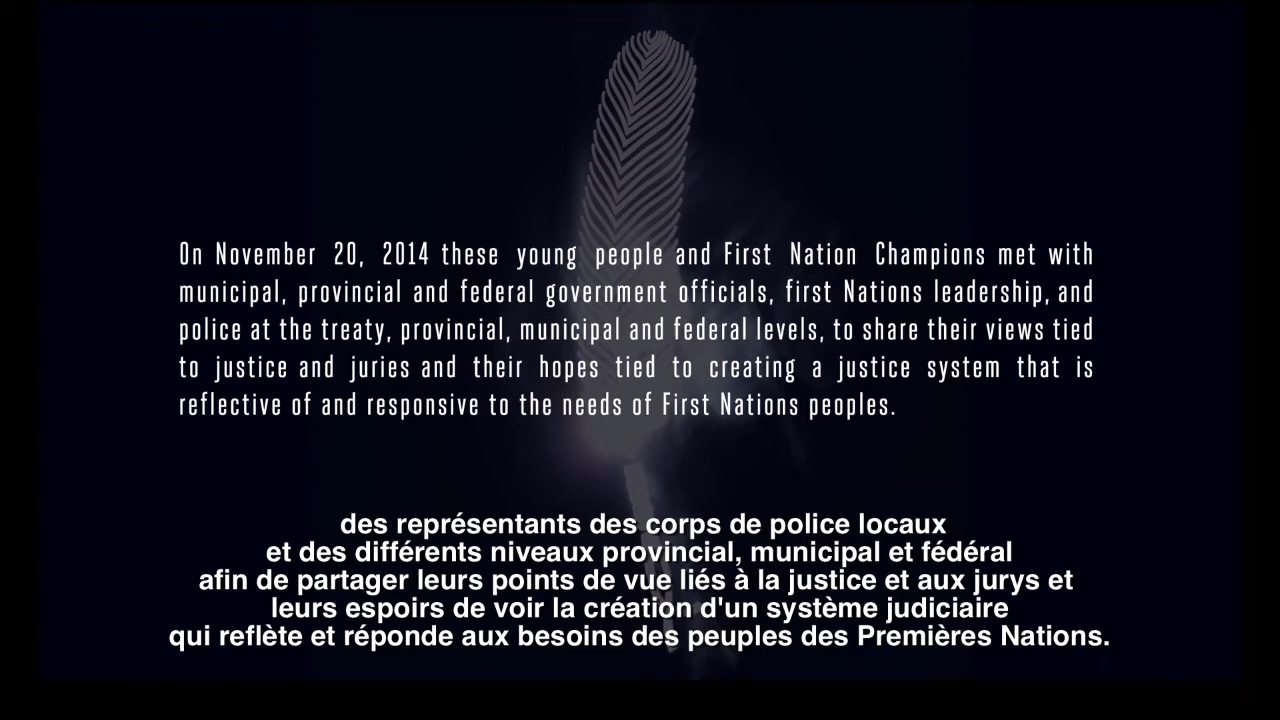 On November 20, 2014 these young people and First Nation Champions met with
municipal, provincial and federal government officials, first Nations leadership, and
police at the treaty, provincial, municipal and federal levels, to share their views tied
to justice and juries and their hopes tied to creating a justice system that is
reflective of and responsive to the needs of First Nations peoples.
des représentants des corps de police locaux
et des différents niveaux provincial, municipal et fédéral
afin de partager leurs points de vue liés à la justice et aux jurys et
leurs espoirs de voir la création d'un système judiciaire
qui reflète et réponde aux besoins des peuples des Premières Nations.